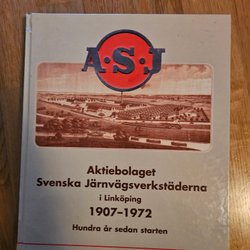 A·S·J
Aktiebolaget
Svenska Järnvägsverkstäderna
i Linköping
1907–1972
Hundra år sedan starten